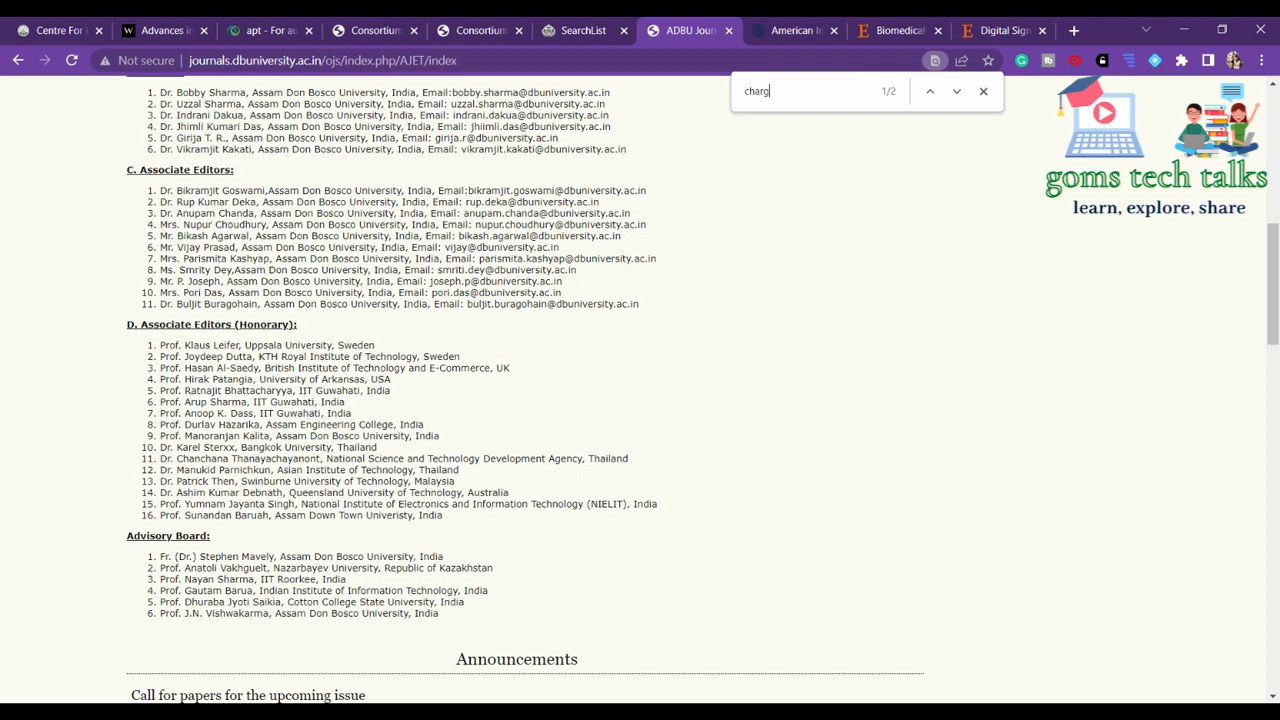 Centre For
Advances in
apt - For au
Consortium
Consortium
SearchList
ADBU Journ
American In
Biomedical
Digital Sign
Not secure
journals.dbuniversity.ac.in/ojs/index.php/AJET/index
charg
1/2
1. Dr. Bobby Sharma, Assam Don Bosco University, India, Email:bobby.sharma@dbuniversity.ac.in
2. Dr. Uzzal Sharma, Assam Don Bosco University, India, Email: uzzal.sharma@dbuniversity.ac.in
3. Dr. Indrani Dakua, Assam Don Bosco University, India, Email: indrani.dakua@dbuniversity.ac.in
4. Dr. Jhimli Kumari Das, Assam Don Bosco University, India, Email: jhiimli.das@dbuniversity.ac.in
5. Dr. Girija T. R., Assam Don Bosco University, India, Email: girija.r@dbuniversity.ac.in
6. Dr. Vikramjit Kakati, Assam Don Bosco University, India, Email: vikramjit.kakati@dbuniversity.ac.in
C. Associate Editors:
1. Dr. Bikramjit Goswami,Assam Don Bosco University, India, Email:bikramjit.goswami@dbuniversity.ac.in
2. Dr. Rup Kumar Deka, Assam Don Bosco University, India, Email: rup.deka@dbuniversity.ac.in
3. Dr. Anupam Chanda, Assam Don Bosco University, India, Email: anupam.chanda@dbuniversity.ac.in
4. Mrs. Nupur Choudhury, Assam Don Bosco University, India, Email: nupur.choudhury@dbuniversity.ac.in
5. Mr. Bikash Agarwal, Assam Don Bosco University, India, Email: bikash.agarwal@dbuniversity.ac.in
6. Mr. Vijay Prasad, Assam Don Bosco University, India, Email: vijay@dbuniversity.ac.in
7. Mrs. Parismita Kashyap, Assam Don Bosco University, India, Email: parismita.kashyap@dbuniversity.ac.in
8. Ms. Smrity Dey,Assam Don Bosco University, India, Email: smriti.dey@dbuniversity.ac.in
9. Mr. P. Joseph, Assam Don Bosco University, India, Email: joseph.p@dbuniversity.ac.in
10. Mrs. Pori Das, Assam Don Bosco University, India, Email: pori.das@dbuniversity.ac.in
11. Dr. Buljit Buragohain, Assam Don Bosco University, India, Email: buljit.buragohain@dbuniversity.ac.in
D. Associate Editors (Honorary):
1. Prof. Klaus Leifer, Uppsala University, Sweden
2. Prof. Joydeep Dutta, KTH Royal Institute of Technology, Sweden
3. Prof. Hasan Al-Saedy, British Institute of Technology and E-Commerce, UK
4. Prof. Hirak Patangia, University of Arkansas, USA
5. Prof. Ratnajit Bhattacharyya, IIT Guwahati, India
6. Prof. Arup Sharma, IIT Guwahati, India
7. Prof. Anoop K. Dass, IIT Guwahati, India
8. Prof. Durlav Hazarika, Assam Engineering College, India
9. Prof. Manoranjan Kalita, Assam Don Bosco University, India
10. Dr. Karel Sterxx, Bangkok University, Thailand
11. Dr. Chanchana Thanayachayanont, National Science and Technology Development Agency, Thailand
12. Dr. Manukid Parnichkun, Asian Institute of Technology, Thailand
13. Dr. Patrick Then, Swinburne University of Technology, Malaysia
14. Dr. Ashim Kumar Debnath, Queensland University of Technology, Australia
15. Prof. Yumnam Jayanta Singh, National Institute of Electronics and Information Technology (NIELIT), India
16. Prof. Sunandan Baruah, Assam Down Town Univeristy, India
Advisory Board:
1. Fr. (Dr.) Stephen Mavely, Assam Don Bosco University, India
2. Prof. Anatoli Vakhguelt, Nazarbayev University, Republic of Kazakhstan
3. Prof. Nayan Sharma, IIT Roorkee, India
4. Prof. Gautam Barua, Indian Institute of Information Technology, India
5. Prof. Dhuraba Jyoti Saikia, Cotton College State University, India
6. Prof. J.N. Vishwakarma, Assam Don Bosco University, India
Announcements
Call for papers for the upcoming issue
goms tech talks
learn, explore, share